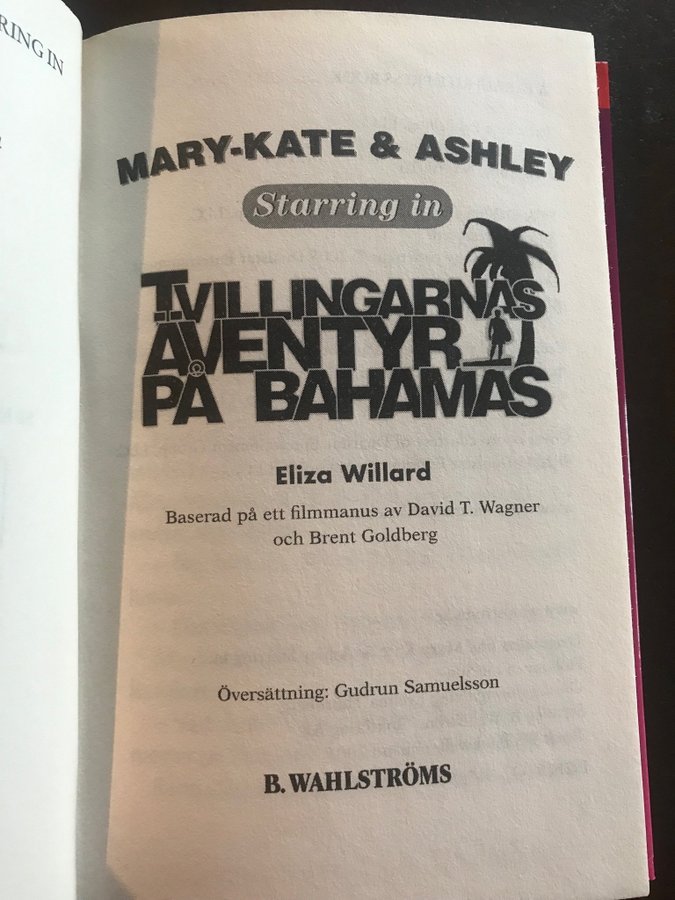 RING IN
MARY-KATE & ASHLEY
Starring in
TVILLINGARNAS
ÄVENTYR
PÅ BAHAMAS
Eliza Willard
Baserad på ett filmmanus av David T. Wagner
och Brent Goldberg
Översättning: Gudrun Samuelsson
B. WAHLSTRÖMS